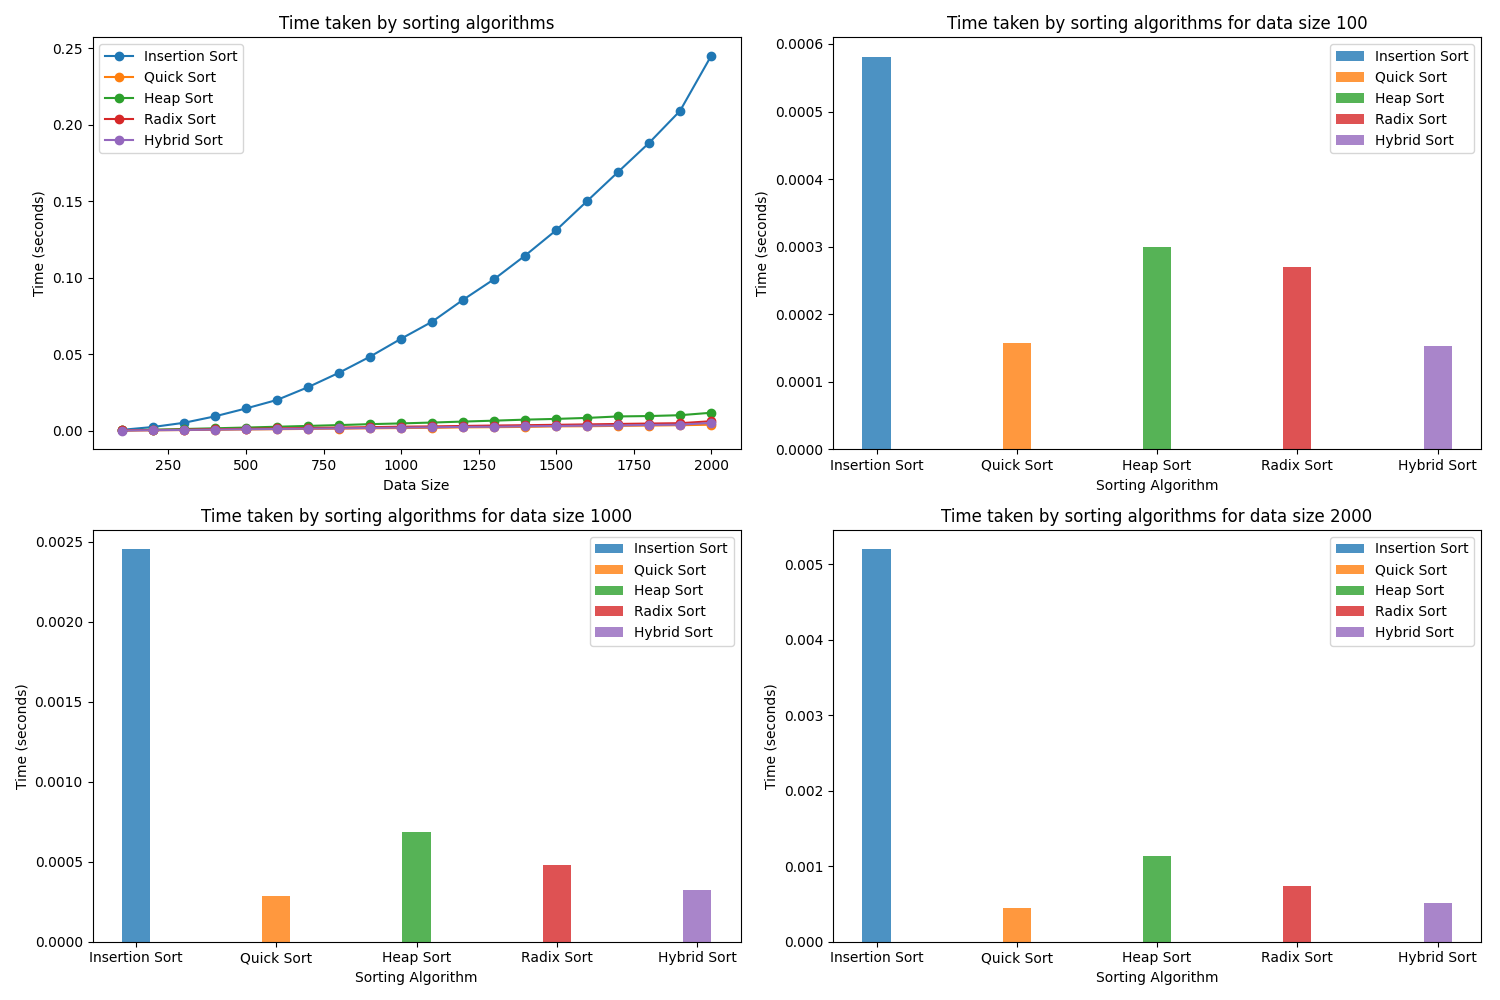 Time taken by sorting algorithms
0.25
0.20
0.15
0.10
0.05
0.00
Time (seconds)
Insertion Sort
Quick Sort
Heap Sort
Radix Sort
Hybrid Sort
250 500 750 1000 1250 1500 1750 2000
Data Size
Time taken by sorting algorithms for data size 100
0.0006
0.0005
0.0004
0.0003
0.0002
0.0001
0.0000
Time (seconds)
Insertion Sort
Quick Sort
Heap Sort
Radix Sort
Hybrid Sort
Insertion Sort Quick Sort Heap Sort Radix Sort Hybrid Sort
Sorting Algorithm
Time taken by sorting algorithms for data size 1000
0.0025
0.0020
0.0015
0.0010
0.0005
0.0000
Time (seconds)
Insertion Sort
Quick Sort
Heap Sort
Radix Sort
Hybrid Sort
Insertion Sort Quick Sort Heap Sort Radix Sort Hybrid Sort
Sorting Algorithm
Time taken by sorting algorithms for data size 2000
0.005
0.004
0.003
0.002
0.001
0.000
Time (seconds)
Insertion Sort
Quick Sort
Heap Sort
Radix Sort
Hybrid Sort
Insertion Sort Quick Sort Heap Sort Radix Sort Hybrid Sort
Sorting Algorithm